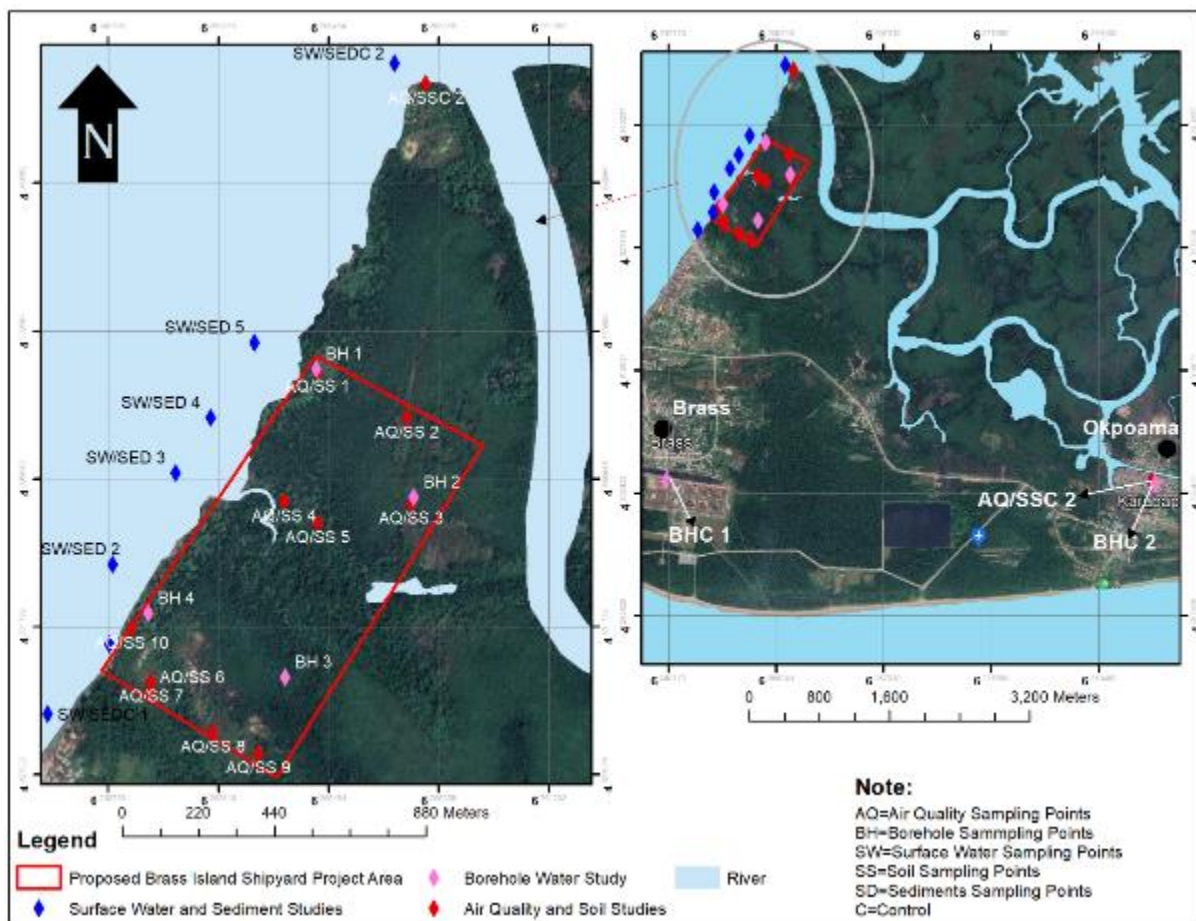 N
SW/SEDC 2
AQ/SSC 2
SW/SED 5
BH 1
AQ/SS 1
SW/SED 4
AQ/SS 2
SW/SED 3
BH 2
AQ/SS 4
AQ/SS 3
AQ/SS 5
SW/SED 2
BH 4
AQ/SS 10
BH 3
AQ/SS 6
AQ/SS 7
SW/SEDC 1
AQ/SS 8
AQ/SS 9
0 220 440 880 Meters
Brass
Brass
Okpoama
AQ/SSC 2
BHC 1
BHC 2
0 800 1,600 3,200 Meters
Legend
Proposed Brass Island Shipyard Project Area
Borehole Water Study
River
Surface Water and Sediment Studies
Air Quality and Soil Studies
Note:
AQ=Air Quality Sampling Points
BH=Borehole Sammpling Points
SW=Surface Water Sampling Points
SS=Soil Sampling Points
SD=Sediments Sampling Points
C=Control